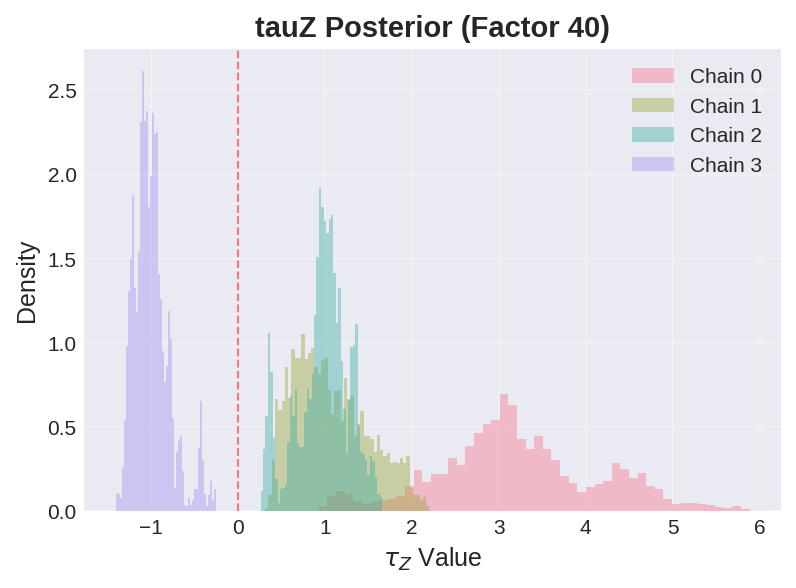 tauZ Posterior (Factor 40)
Chain 0
Chain 1
Chain 2
Chain 3
Density
2.5
2.0
1.5
1.0
0.5
0.0
−1
0
1
2
3
4
5
6
τ_Z Value